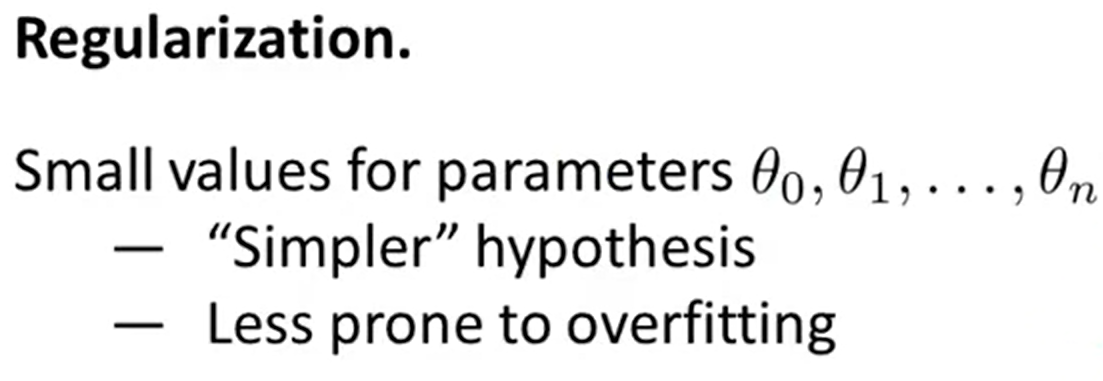 Regularization.
Small values for parameters θ₀, θ₁, . . . , θₙ
— “Simpler” hypothesis
— Less prone to overfitting